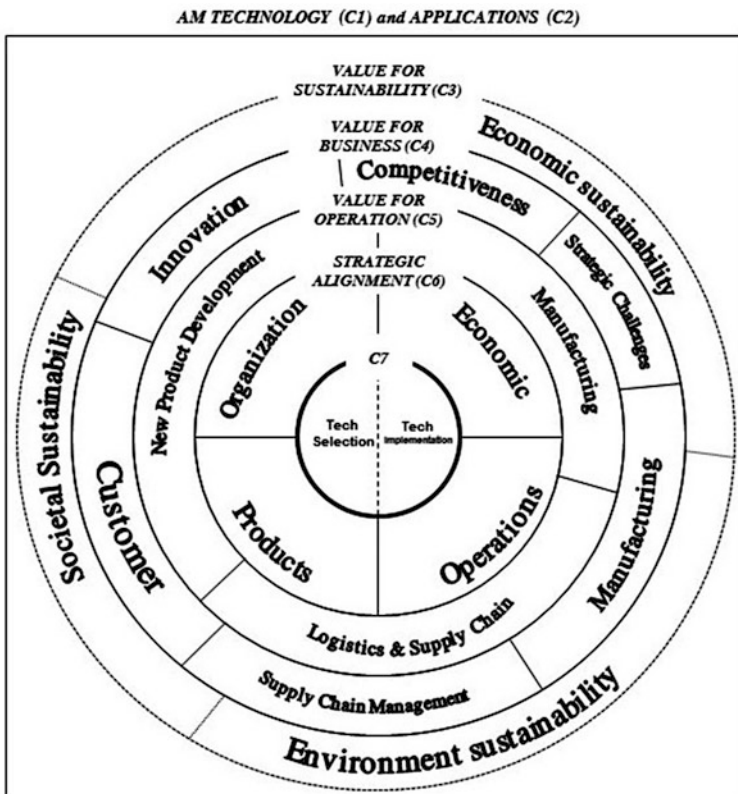 AM TECHNOLOGY (C1) and APPLICATIONS (C2)
VALUE FOR
SUSTAINABILITY (C3)
Economic sustainability
Environment sustainability
Societal Sustainability
VALUE FOR
BUSINESS (C4)
Competitiveness
Strategic Challenges
Manufacturing
Supply Chain Management
Customer
Innovation
VALUE FOR
OPERATION (C5)
Manufacturing
Logistics & Supply Chain
New Product Development
STRATEGIC
ALIGNMENT (C6)
Economic
Operations
Products
Organization
C7
Tech
Selection
Tech
Implementation